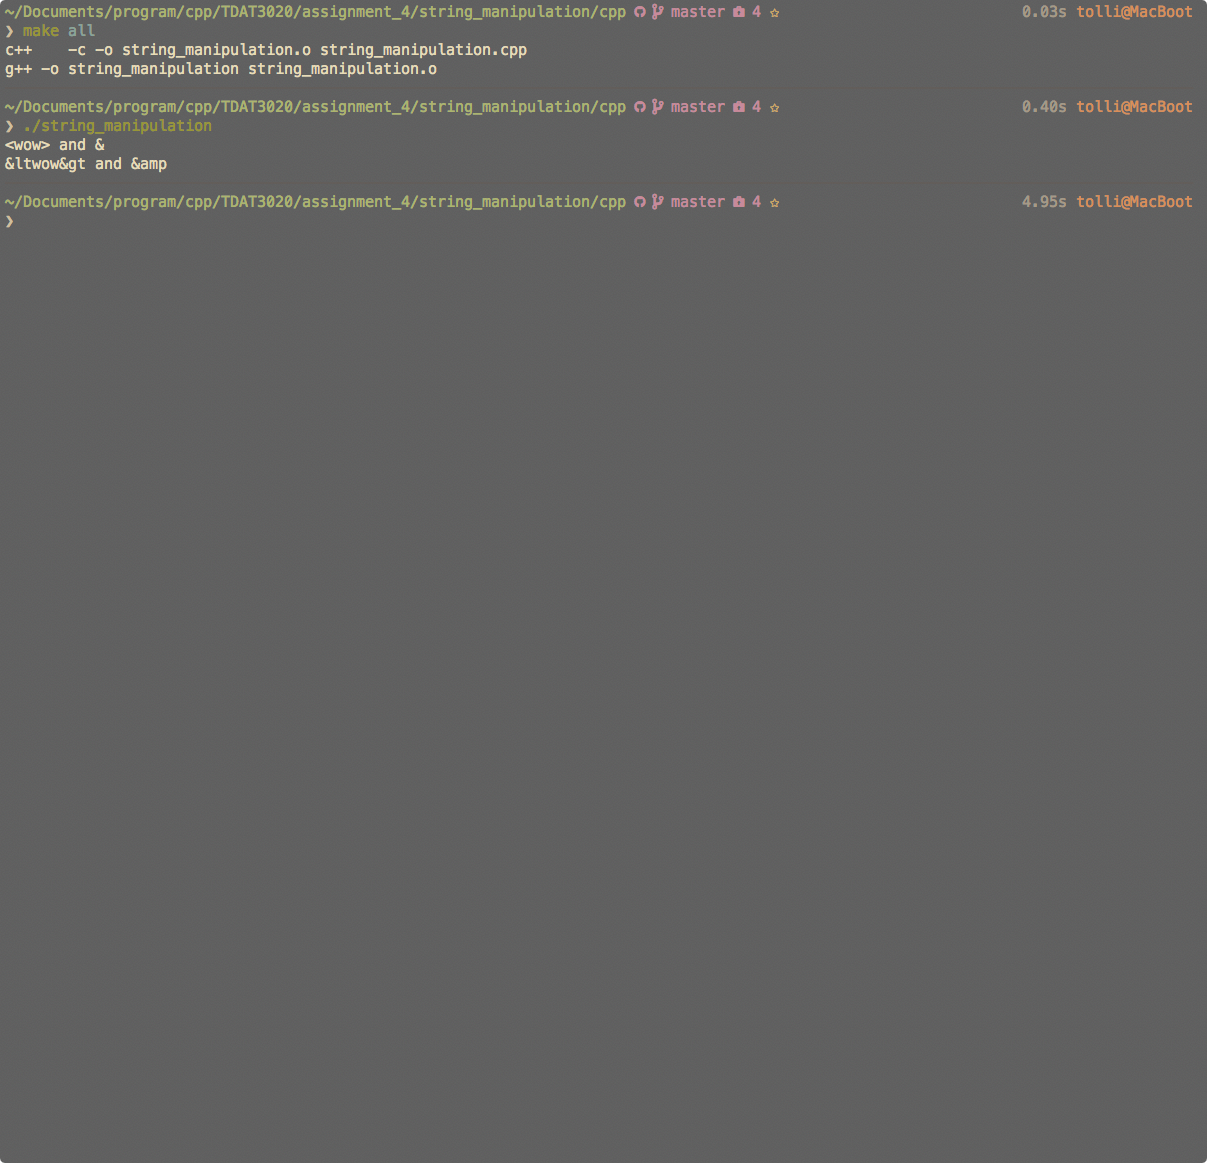 ~/Documents/program/cpp/TDAT3020/assignment_4/string_manipulation/cpp master 4 ☆ 0.03s tolli@MacBoot
❯ make all
c++    -c -o string_manipulation.o string_manipulation.cpp
g++ -o string_manipulation string_manipulation.o
~/Documents/program/cpp/TDAT3020/assignment_4/string_manipulation/cpp master 4 ☆ 0.40s tolli@MacBoot
❯ ./string_manipulation
<wow> and &
&ltwow&gt and &amp
~/Documents/program/cpp/TDAT3020/assignment_4/string_manipulation/cpp master 4 ☆ 4.95s tolli@MacBoot
❯